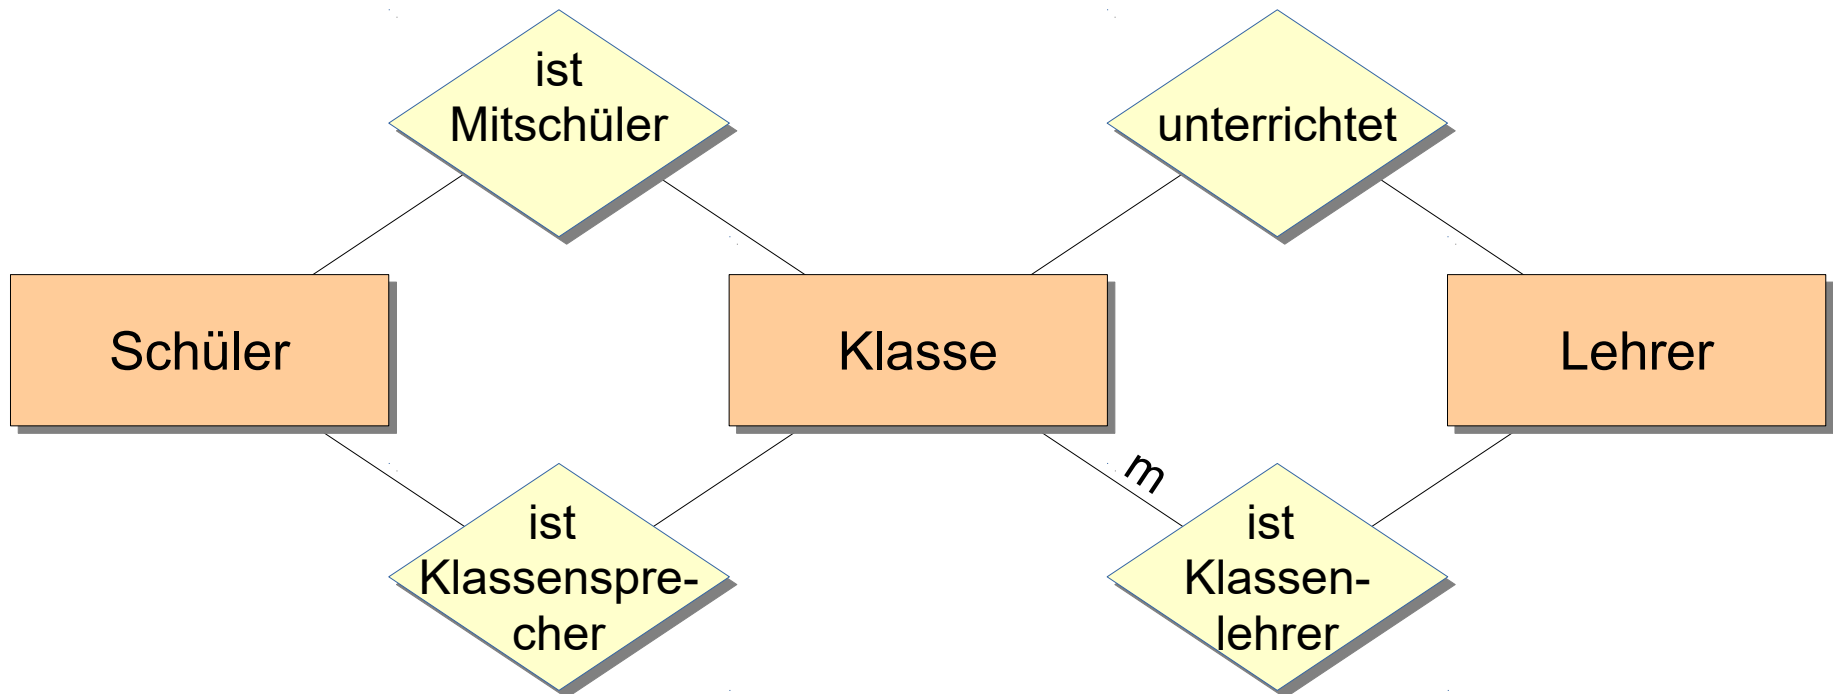 ist
Mitschüler
unterrichtet
Schüler
Klasse
Lehrer
m
ist
Klassenspre-
cher
ist
Klassen-
lehrer